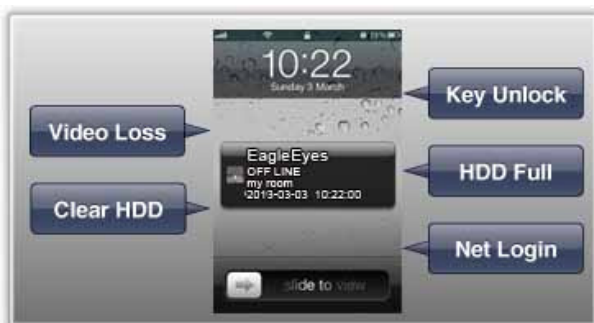 10:22
Sunday 3 March
Video Loss
Key Unlock
EagleEyes
OFF LINE
my room
2013-03-03 10:22:00
Clear HDD
HDD Full
Net Login
slide to view